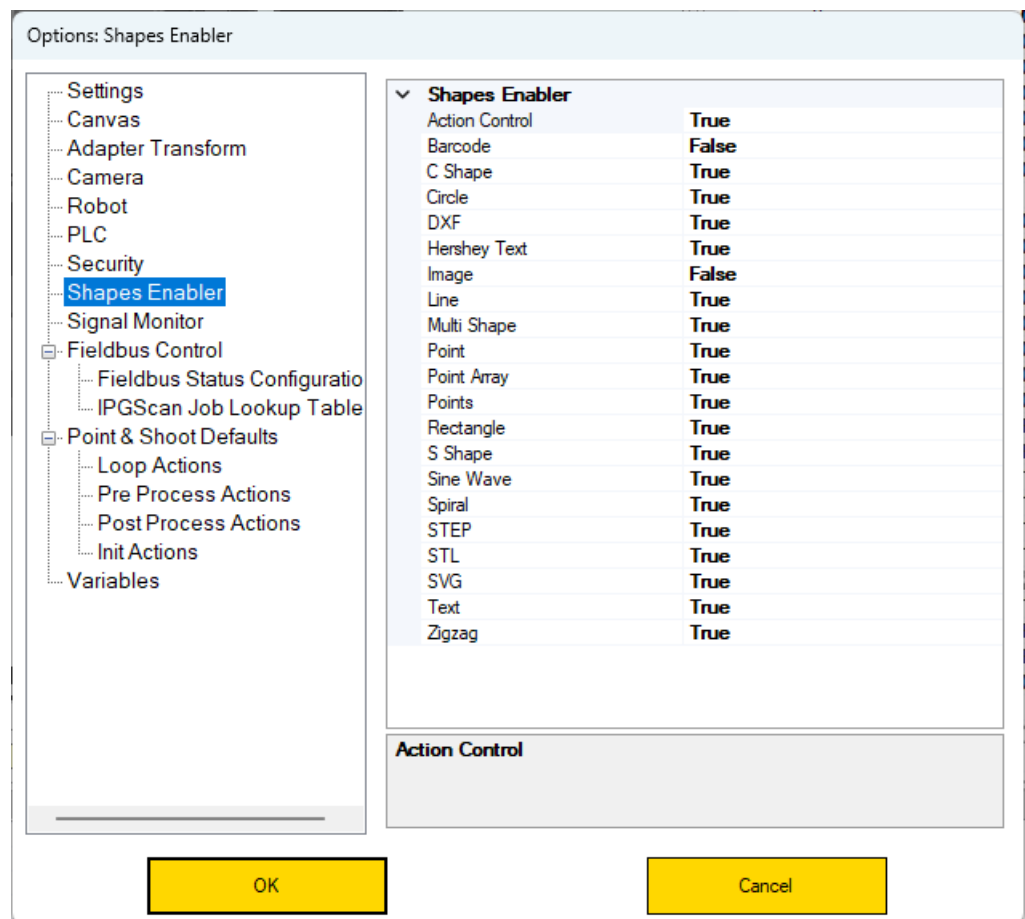 Options: Shapes Enabler
Settings
Canvas
Adapter Transform
Camera
Robot
PLC
Security
Shapes Enabler
Signal Monitor
Fieldbus Control
Fieldbus Status Configuratio
IPGScan Job Lookup Table
Point & Shoot Defaults
Loop Actions
Pre Process Actions
Post Process Actions
Init Actions
Variables
Shapes Enabler
Action Control True
Barcode False
C Shape True
Circle True
DXF True
Hershey Text True
Image False
Line True
Multi Shape True
Point True
Point Array True
Points True
Rectangle True
S Shape True
Sine Wave True
Spiral True
STEP True
STL True
SVG True
Text True
Zigzag True
Action Control
OK Cancel